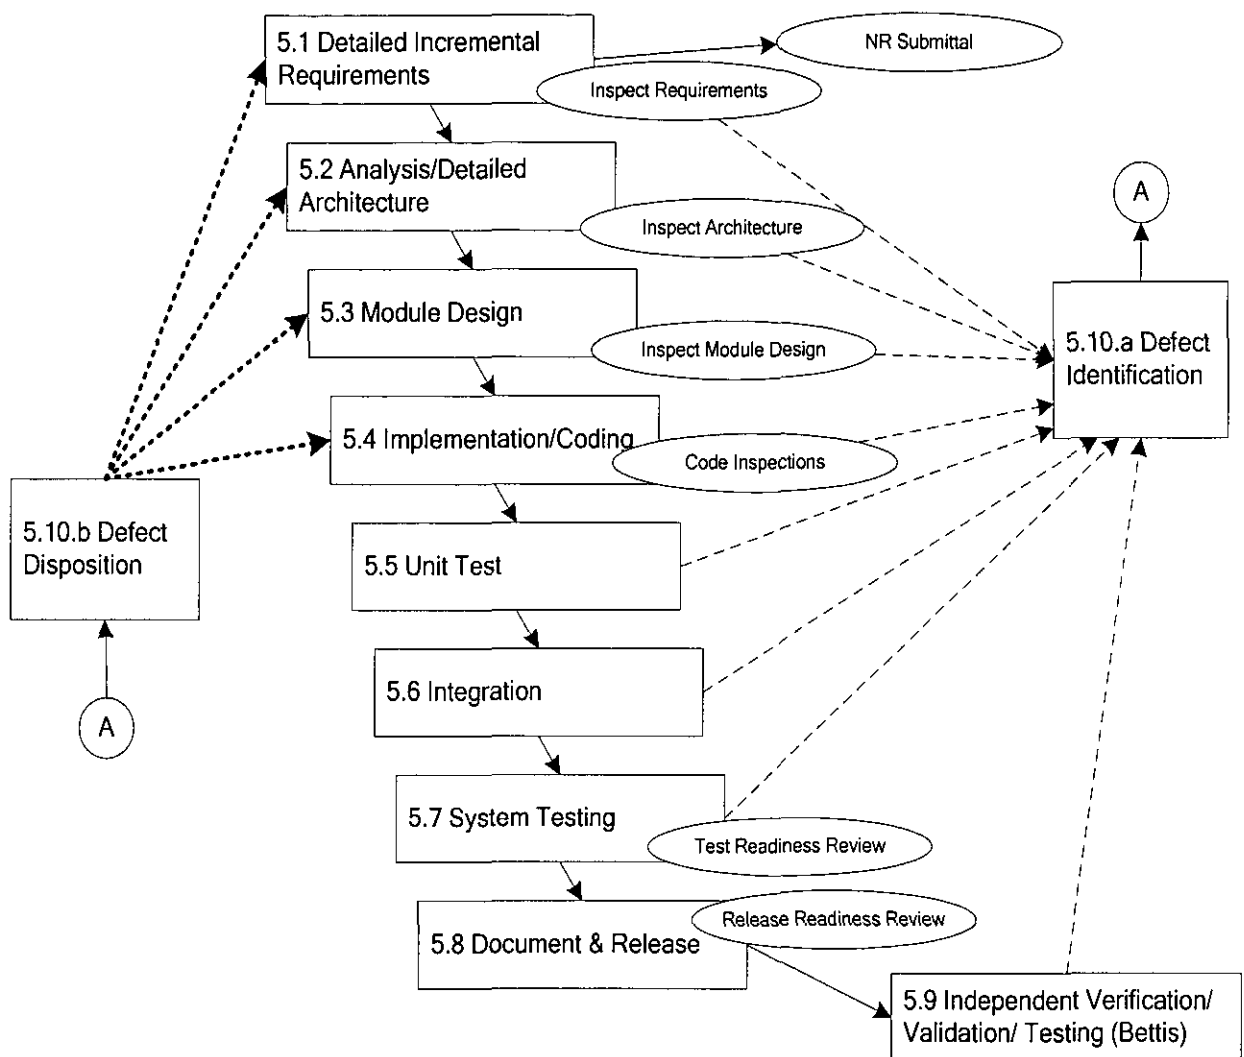 5.1 Detailed Incremental
Requirements
NR Submittal
Inspect Requirements
5.2 Analysis/Detailed
Architecture
Inspect Architecture
A
5.3 Module Design
Inspect Module Design
5.10.a Defect
Identification
5.4 Implementation/Coding
Code Inspections
5.10.b Defect
Disposition
5.5 Unit Test
5.6 Integration
A
5.7 System Testing
Test Readiness Review
5.8 Document & Release
Release Readiness Review
5.9 Independent Verification/
Validation/ Testing (Bettis)